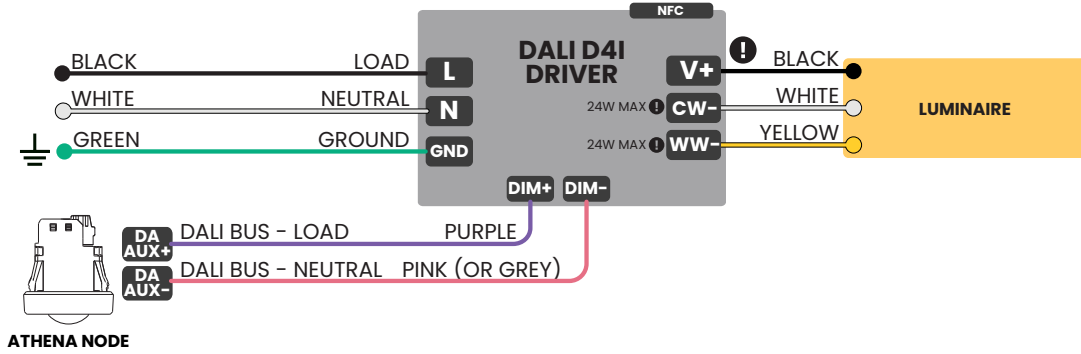 NFC
DALI D4I
DRIVER
BLACK LOAD L
WHITE NEUTRAL N
GREEN GROUND GND
V+ ! BLACK
24W MAX ! CW- WHITE
24W MAX ! WW- YELLOW
LUMINAIRE
DIM+ DIM-
DA
AUX+
DALI BUS - LOAD PURPLE
DA
AUX-
DALI BUS - NEUTRAL PINK (OR GREY)
ATHENA NODE